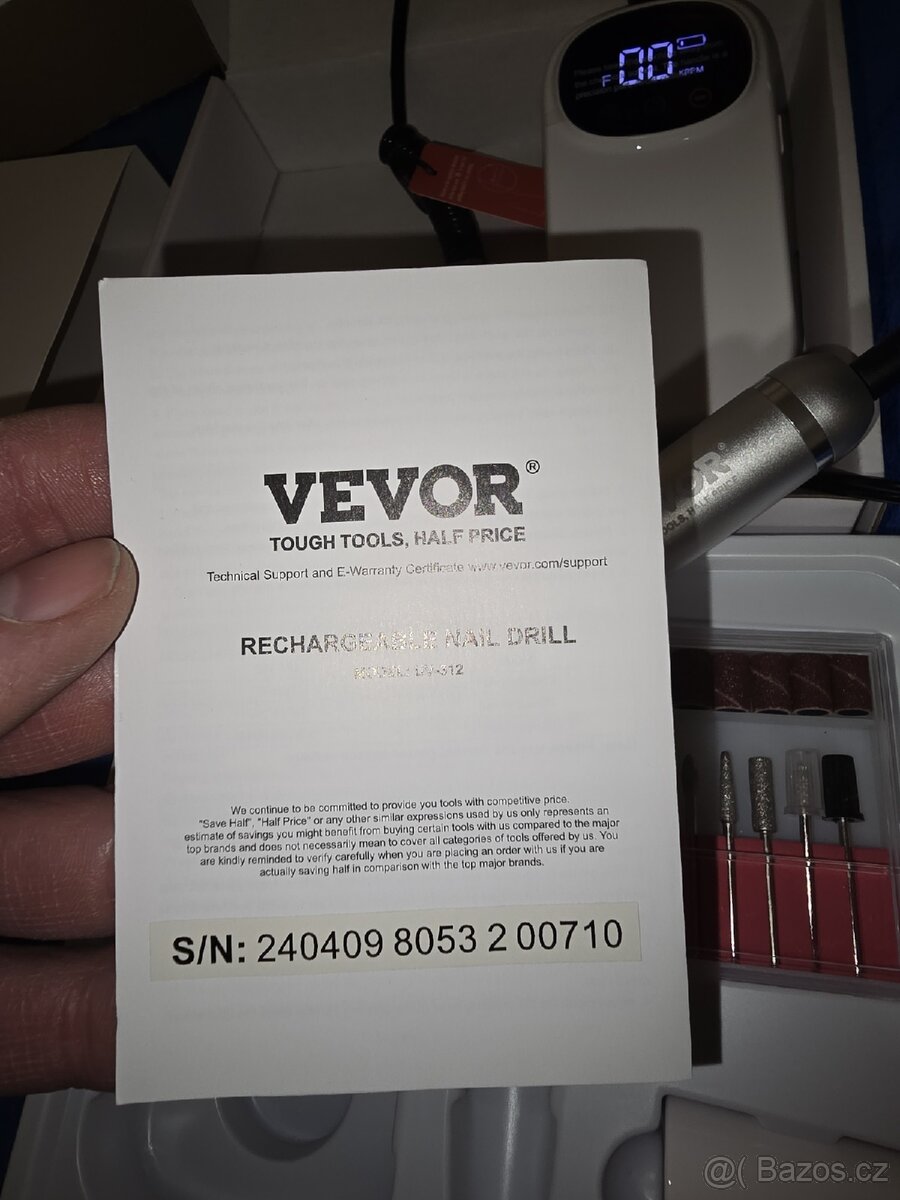 F 00 KRPM
VEVOR®
TOUGH TOOLS, HALF PRICE
Technical Support and E-Warranty Certificate www.vevor.com/support
RECHARGEABLE NAIL DRILL
MODEL:
We continue to be committed to provide you tools with competitive price.
"Save Half", "Half Price" or any other similar expressions used by us only represents an
estimate of savings you might benefit from buying certain tools with us compared to the major
top brands and does not necessarily mean to cover all categories of tools offered by us. You
are kindly reminded to verify carefully when you are placing an order with us if you are
actually saving half in comparison with the top major brands.
S/N: 240409 8053 2 00710
@( Bazos.cz